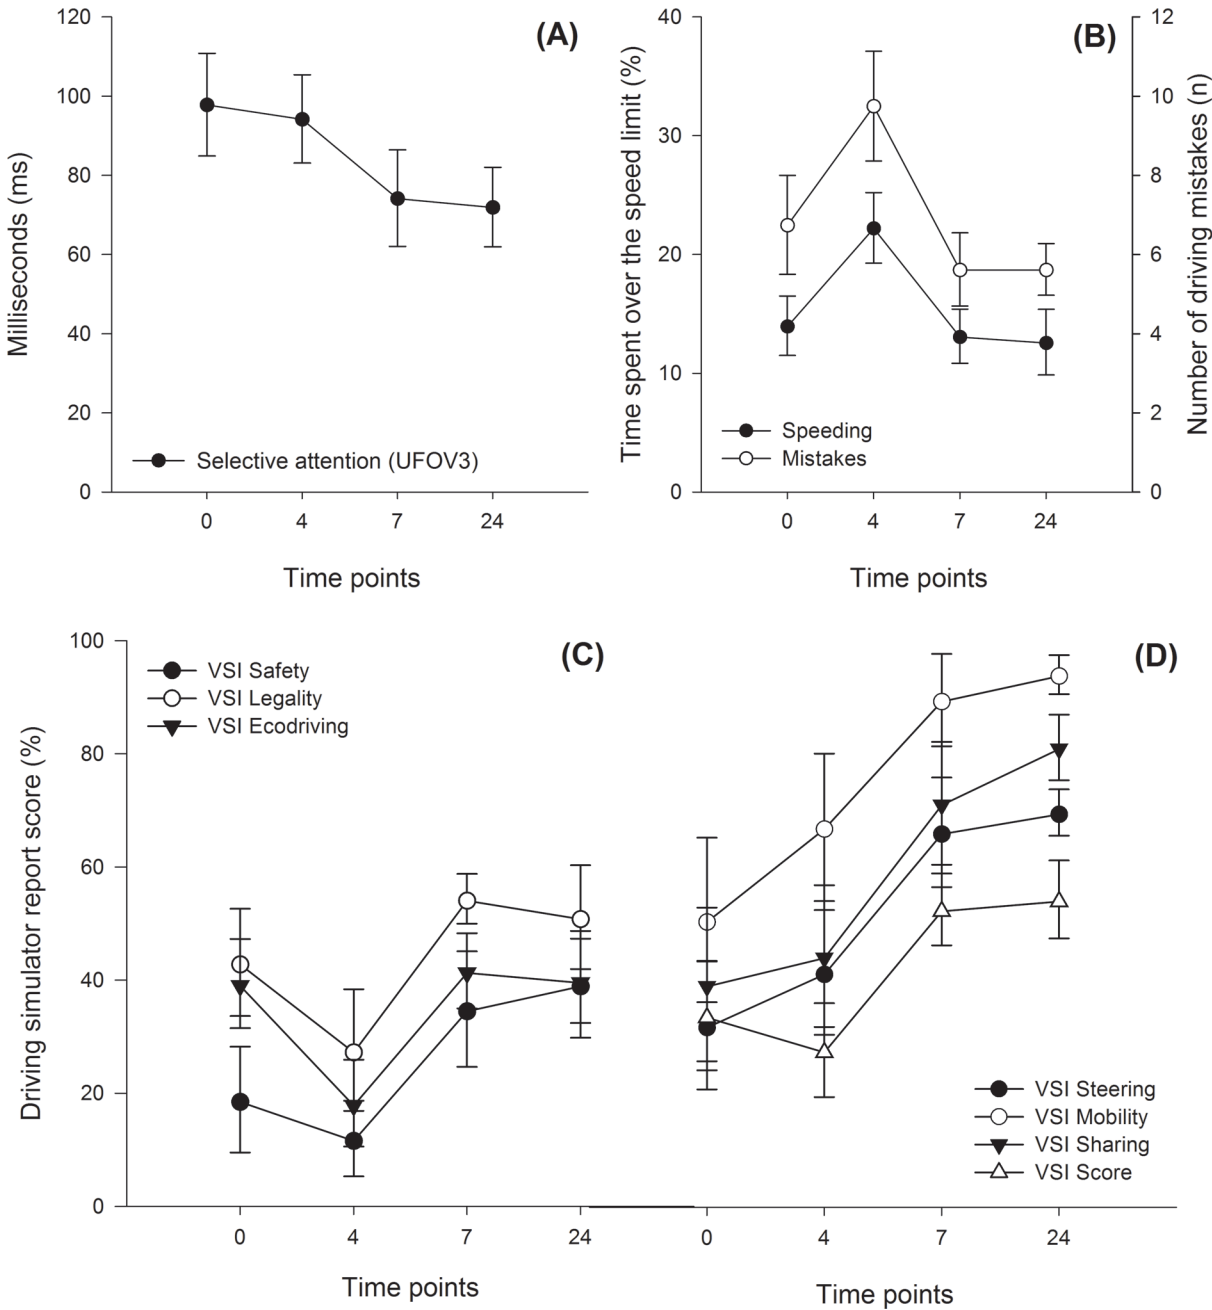 (A)
120
100
80
60
40
20
0
Milliseconds (ms)
Selective attention (UFOV3)
0 4 7 24
Time points
(B)
40
30
20
10
0
Time spent over the speed limit (%)
12
10
8
6
4
2
0
Number of driving mistakes (n)
Speeding
Mistakes
0 4 7 24
Time points
(C)
100
80
60
40
20
0
Driving simulator report score (%)
VSI Safety
VSI Legality
VSI Ecodriving
0 4 7 24
Time points
(D)
VSI Steering
VSI Mobility
VSI Sharing
VSI Score
0 4 7 24
Time points